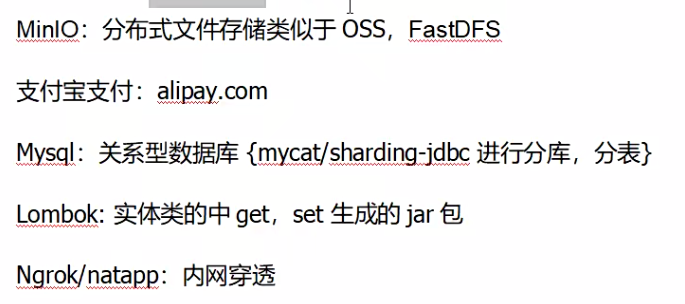 MinIO：分布式文件存储类似于 OSS，FastDFS
支付宝支付：alipay.com
Mysql：关系型数据库 {mycat/sharding-jdbc 进行分库，分表}
Lombok: 实体类的中 get，set 生成的 jar 包
Ngrok/natapp：内网穿透